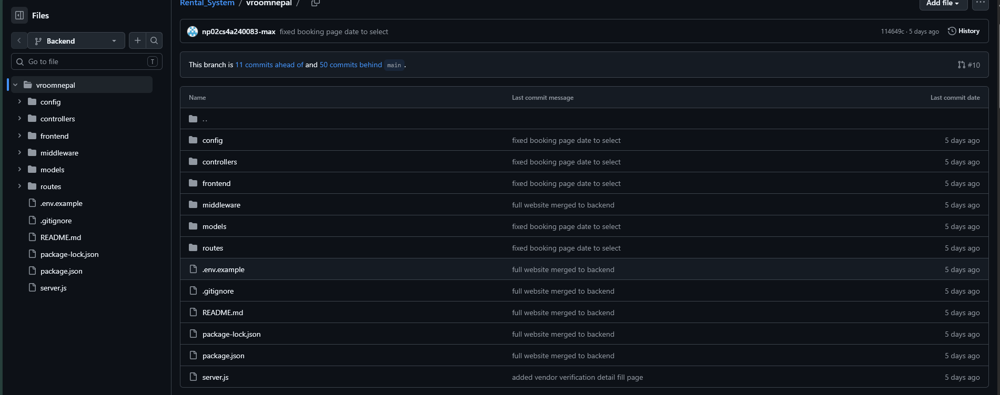 Files
Backend
Go to file
T
vroomnepal
config
controllers
frontend
middleware
models
routes
.env.example
.gitignore
README.md
package-lock.json
package.json
server.js
Rental_System / vroomnepal /
Add file
np02cs4a240083-max fixed booking page date to select
114649c · 5 days ago
History
This branch is 11 commits ahead of and 50 commits behind main .
#10
Name Last commit message Last commit date
..
config fixed booking page date to select 5 days ago
controllers fixed booking page date to select 5 days ago
frontend fixed booking page date to select 5 days ago
middleware full website merged to backend 5 days ago
models fixed booking page date to select 5 days ago
routes fixed booking page date to select 5 days ago
.env.example full website merged to backend 5 days ago
.gitignore full website merged to backend 5 days ago
README.md full website merged to backend 5 days ago
package-lock.json full website merged to backend 5 days ago
package.json full website merged to backend 5 days ago
server.js added vendor verification detail fill page 5 days ago